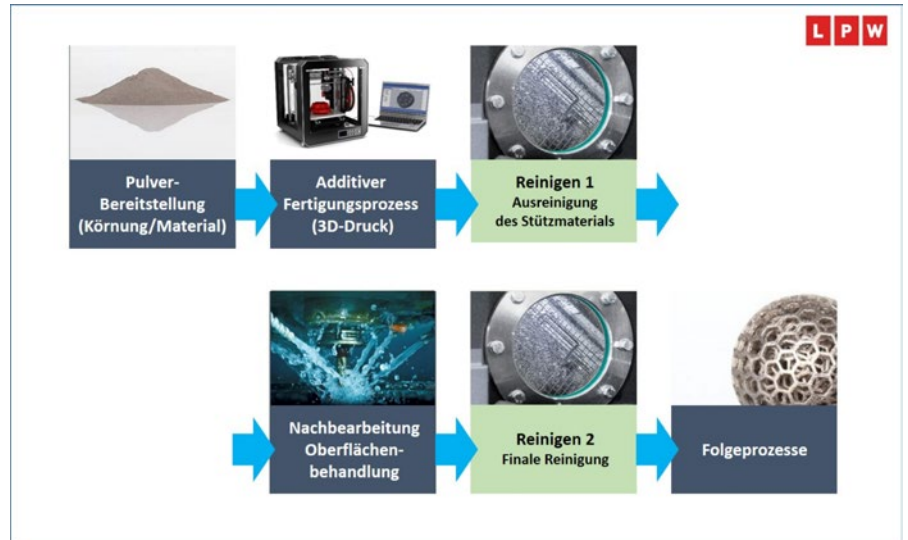 LPW
Pulver-
Bereitstellung
(Körnung/Material)
Additiver
Fertigungsprozess
(3D-Druck)
Reinigen 1
Ausreinigung
des Stützmaterials
Nachbearbeitung
Oberflächen-
behandlung
Reinigen 2
Finale Reinigung
Folgeprozesse